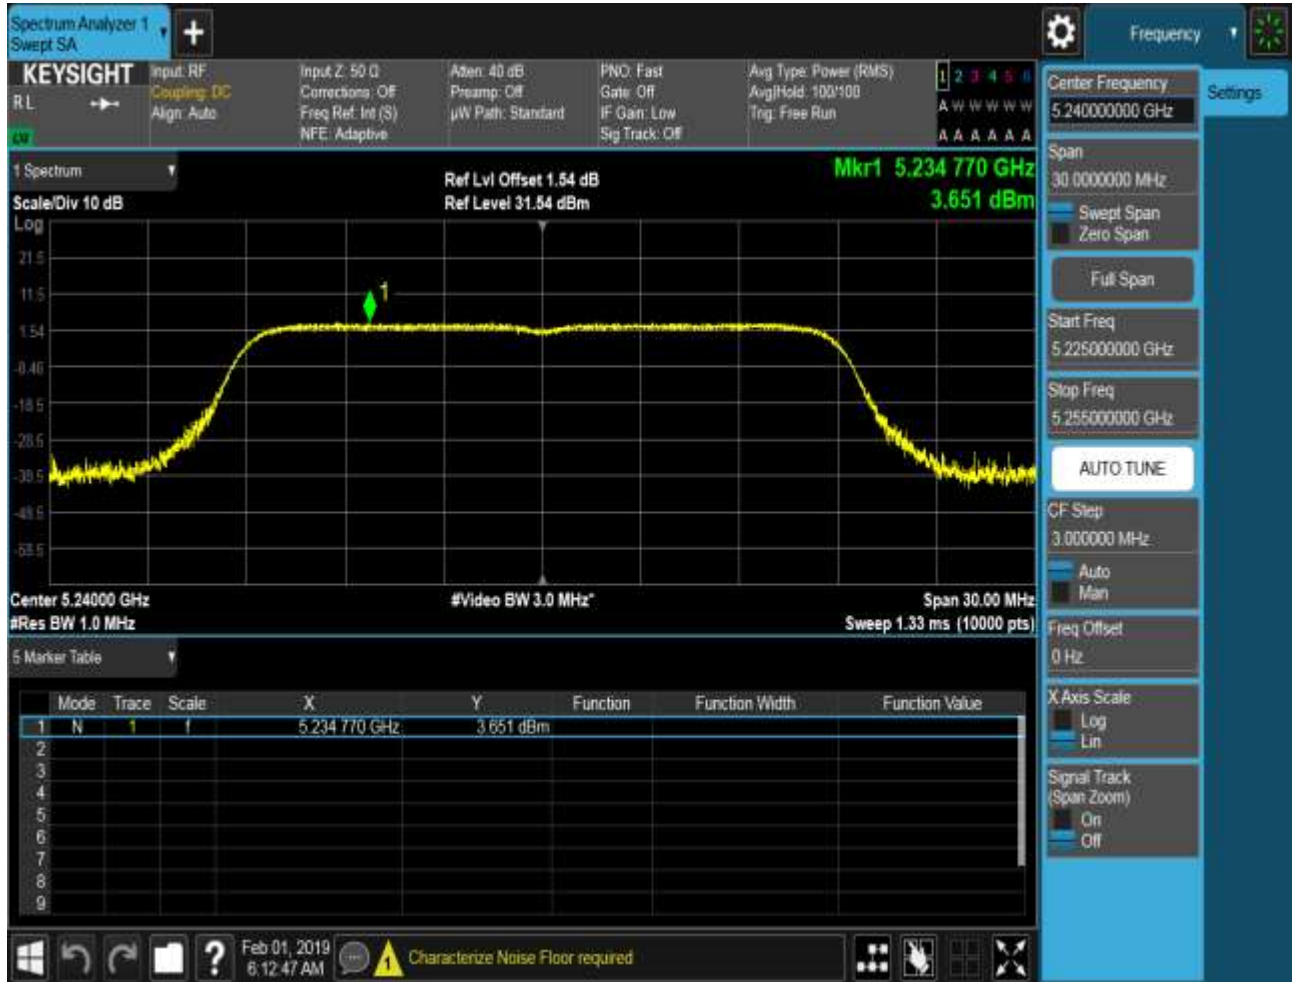 Spectrum Analyzer 1
Swept SA
+
Frequency
KEYSIGHT
RL
Input: RF
Coupling: DC
Align: Auto
Input Z: 50 Ω
Corrections: Off
Freq Ref: Int (S)
NFE: Adaptive
Atten: 40 dB
Preamp: Off
µW Path: Standard
PNO: Fast
Gate: Off
IF Gain: Low
Sig Track: Off
Avg Type: Power (RMS)
Avg|Hold: 100/100
Trig: Free Run
1 2 3 4 5 6
A W W W W W
A A A A A A
1 Spectrum
Scale/Div 10 dB
Log
Ref Lvl Offset 1.54 dB
Ref Level 31.54 dBm
Mkr1 5.234 770 GHz
3.651 dBm
21.5
11.5
1.54
-8.46
-18.5
-28.5
-38.5
-48.5
-58.5
1
Center 5.24000 GHz
#Res BW 1.0 MHz
#Video BW 3.0 MHz*
Span 30.00 MHz
Sweep 1.33 ms (10000 pts)
5 Marker Table
Mode Trace Scale X Y Function Function Width Function Value
1 N 1 f 5.234 770 GHz 3.651 dBm
2
3
4
5
6
7
8
9
Center Frequency
5.240000000 GHz
Settings
Span
30.0000000 MHz
Swept Span
Zero Span
Full Span
Start Freq
5.225000000 GHz
Stop Freq
5.255000000 GHz
AUTO TUNE
CF Step
3.000000 MHz
Auto
Man
Freq Offset
0 Hz
X Axis Scale
Log
Lin
Signal Track
(Span Zoom)
On
Off
?
Feb 01, 2019
6:12:47 AM
1
Characterize Noise Floor required